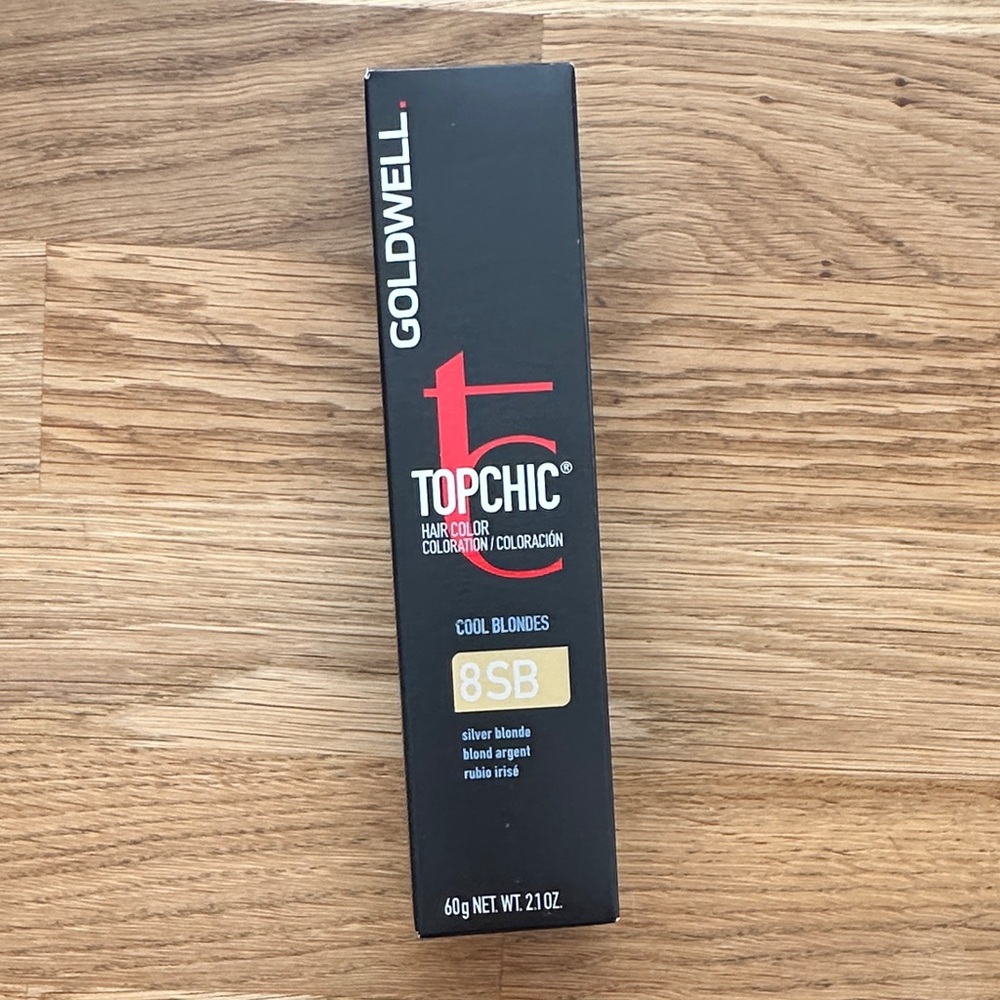 GOLDWELL.
tc
TOPCHIC®
HAIR COLOR
COLORATION / COLORACIÓN
COOL BLONDES
8SB
silver blonde
blond argent
rubio irisé
60g NET. WT. 2.1 OZ.